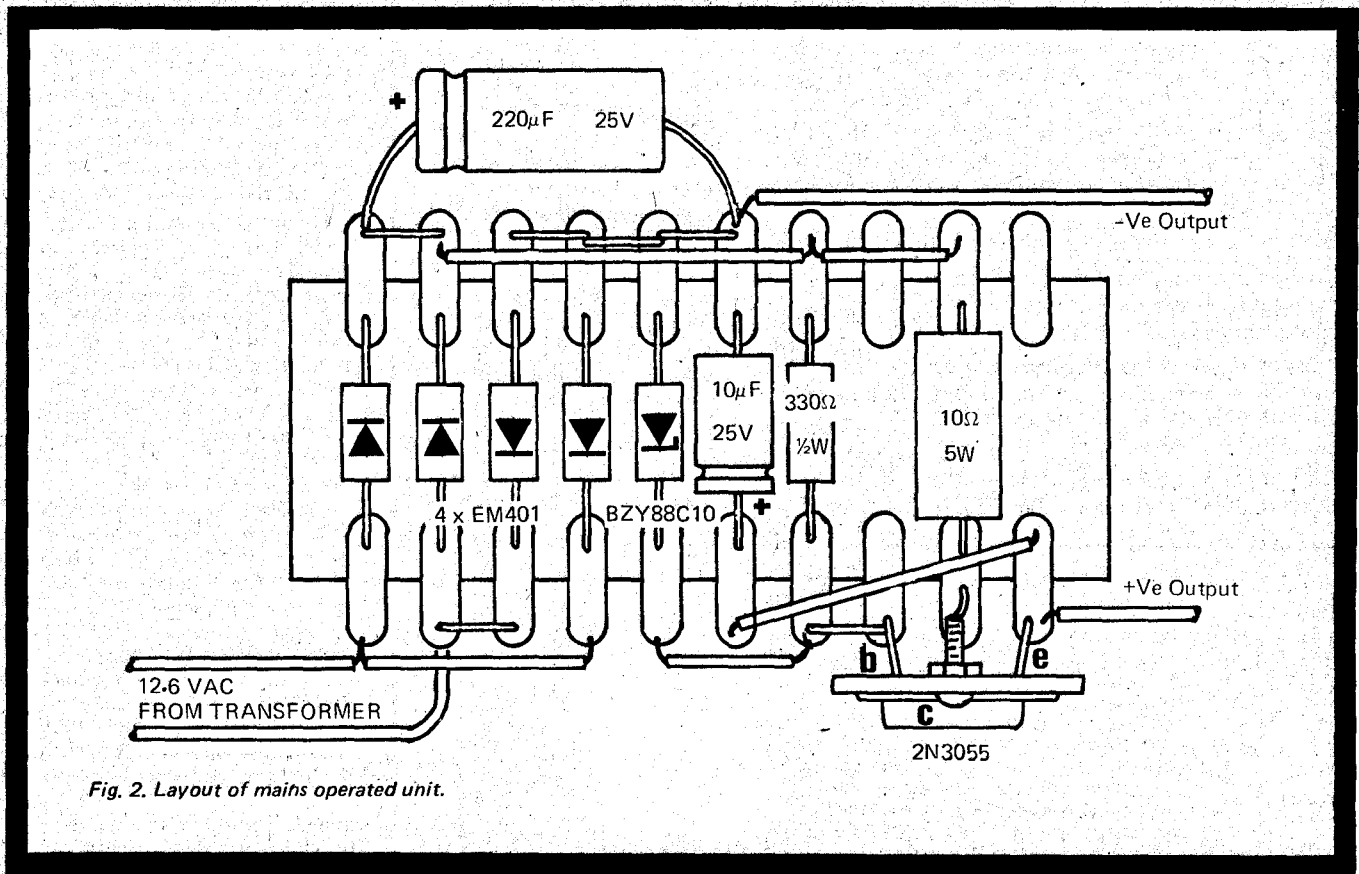 +
220µF 25V
-Ve Output
10µF
25V
+
330Ω
½W
10Ω
5W
4 x EM401
BZY88C10
+Ve Output
b
e
c
2N3055
12.6 VAC
FROM TRANSFORMER
Fig. 2. Layout of mains operated unit.